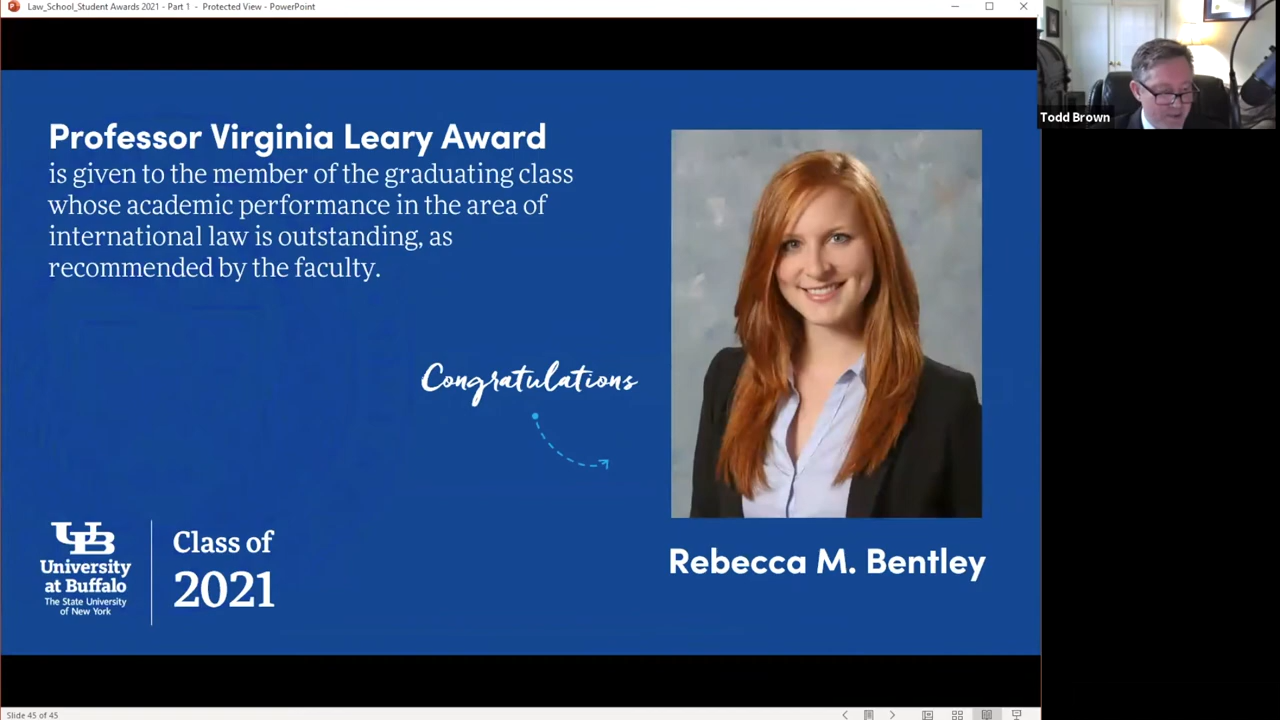 Law_School_Student Awards 2021 - Part 1 - Protected View - PowerPoint
Todd Brown
Professor Virginia Leary Award
is given to the member of the graduating class
whose academic performance in the area of
international law is outstanding, as
recommended by the faculty.
Congratulations
Rebecca M. Bentley
UB
University
at Buffalo
The State University
of New York
Class of
2021
Slide 45 of 45